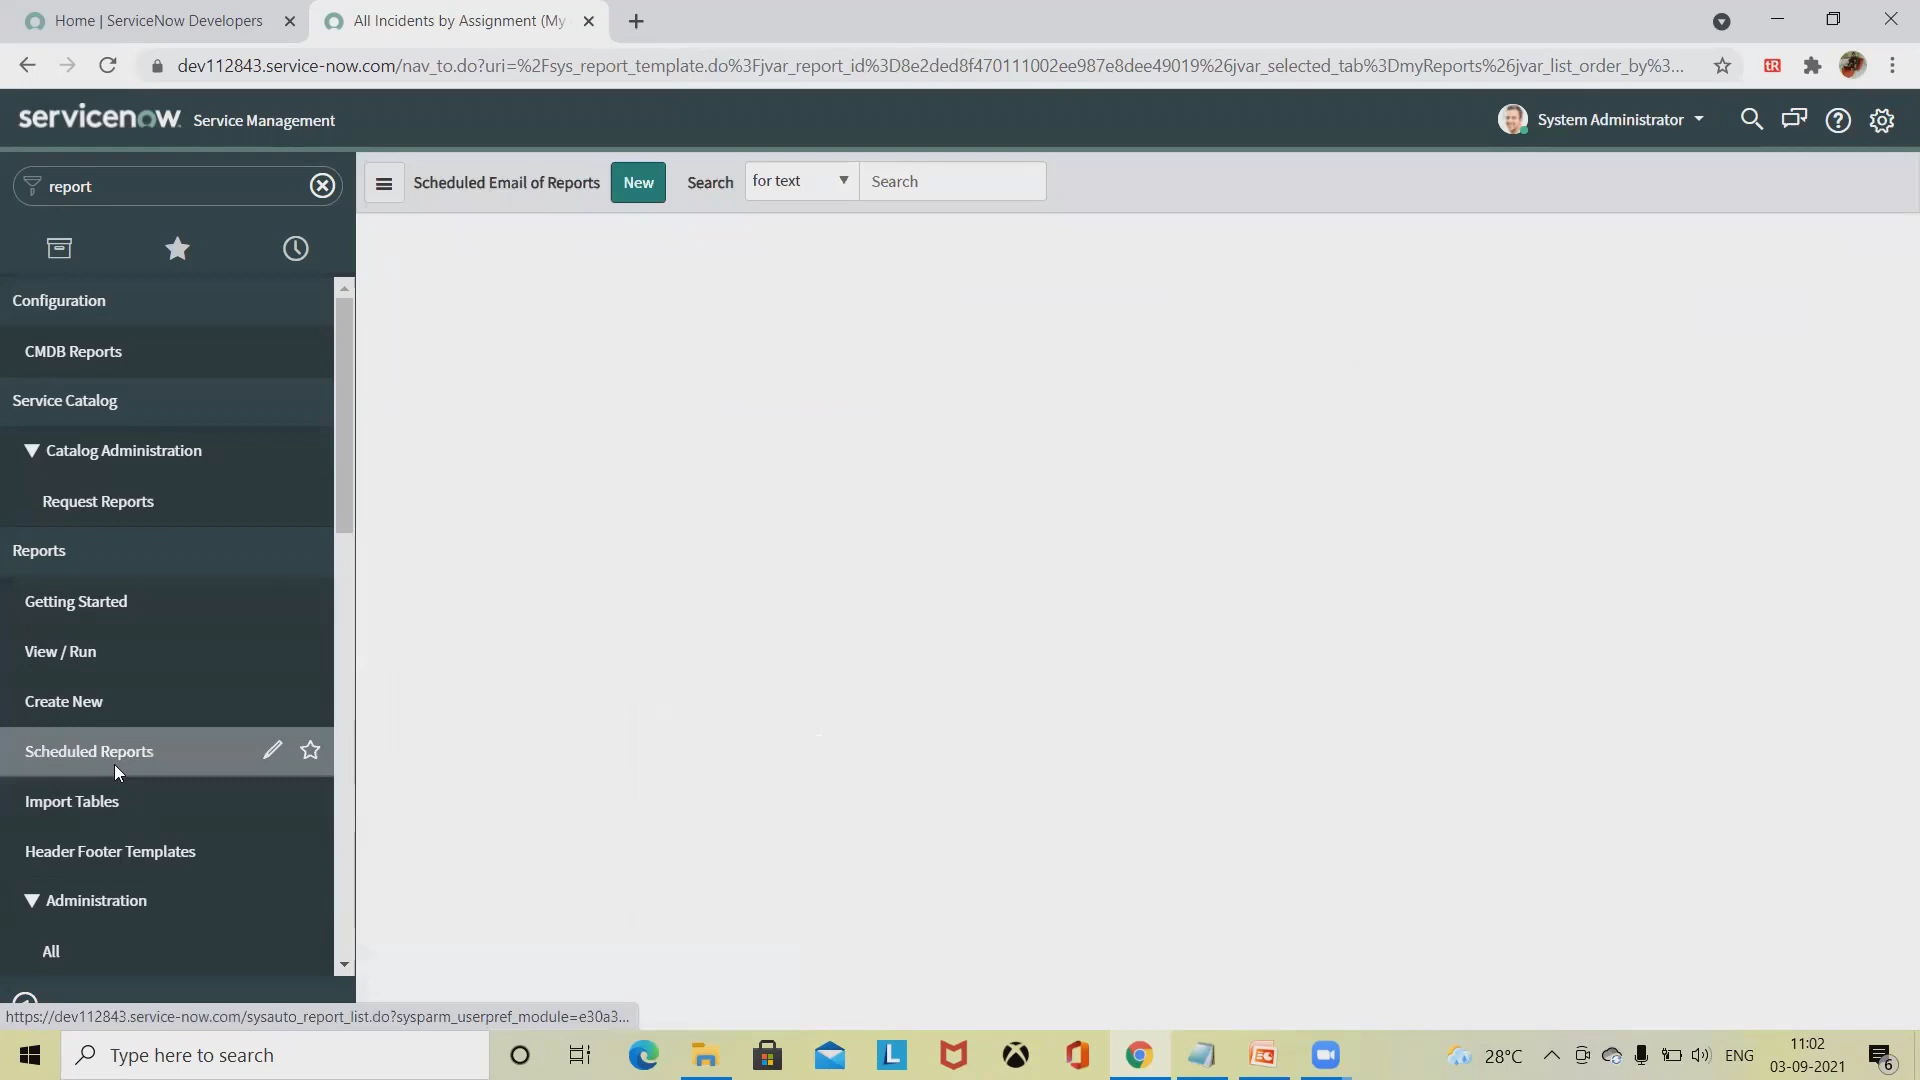 Home | ServiceNow Developers
All Incidents by Assignment (My
dev112843.service-now.com/nav_to.do?uri=%2Fsys_report_template.do%3Fjvar_report_id%3D8e2ded8f470111002ee987e8dee49019%26jvar_selected_tab%3DmyReports%26jvar_list_order_by%3...
tR
servicenow Service Management
System Administrator
report
Scheduled Email of Reports
New
Search
for text
Search
Configuration
CMDB Reports
Service Catalog
Catalog Administration
Request Reports
Reports
Getting Started
View / Run
Create New
Scheduled Reports
Import Tables
Header Footer Templates
Administration
All
https://dev112843.service-now.com/sysauto_report_list.do?sysparm_userpref_module=e30a3...
Type here to search
L
28°C
ENG
11:02
03-09-2021
6